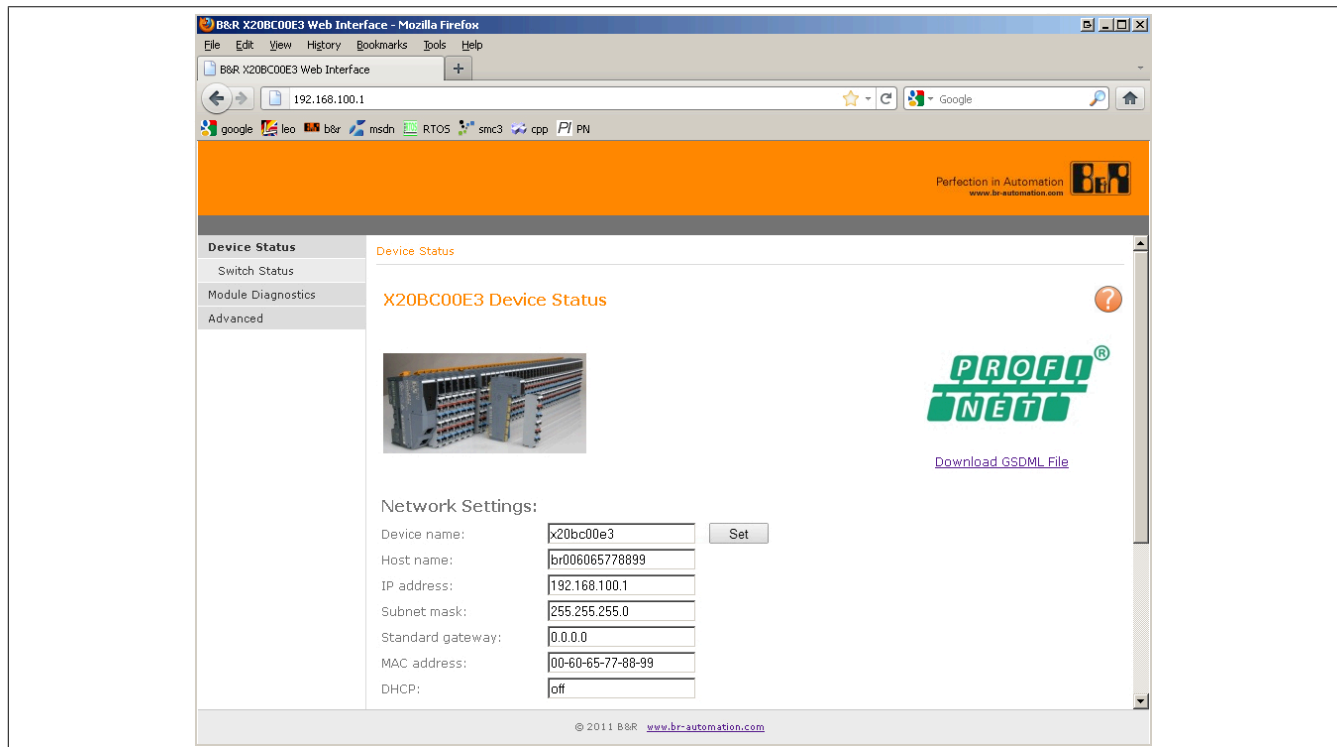 B&R X20BC00E3 Web Interface - Mozilla Firefox
File Edit View History Bookmarks Tools Help
B&R X20BC00E3 Web Interface
192.168.100.1
Google
google leo b&r msdn RTOS smc3 cpp PI PN
Perfection in Automation
www.br-automation.com
B&R
Device Status
Switch Status
Module Diagnostics
Advanced
Device Status
X20BC00E3 Device Status
?
PROFI
NET
®
Download GSDML File
Network Settings:
Device name: x20bc00e3 Set
Host name: br006065778899
IP address: 192.168.100.1
Subnet mask: 255.255.255.0
Standard gateway: 0.0.0.0
MAC address: 00-60-65-77-88-99
DHCP: off
© 2011 B&R www.br-automation.com